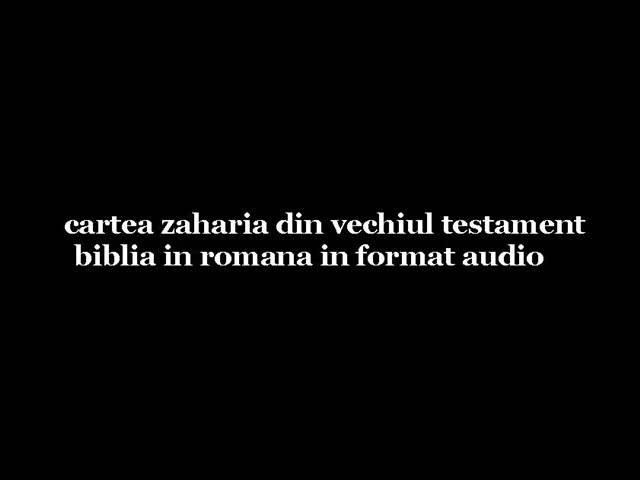 cartea zaharia din vechiul testament
biblia in romana in format audio